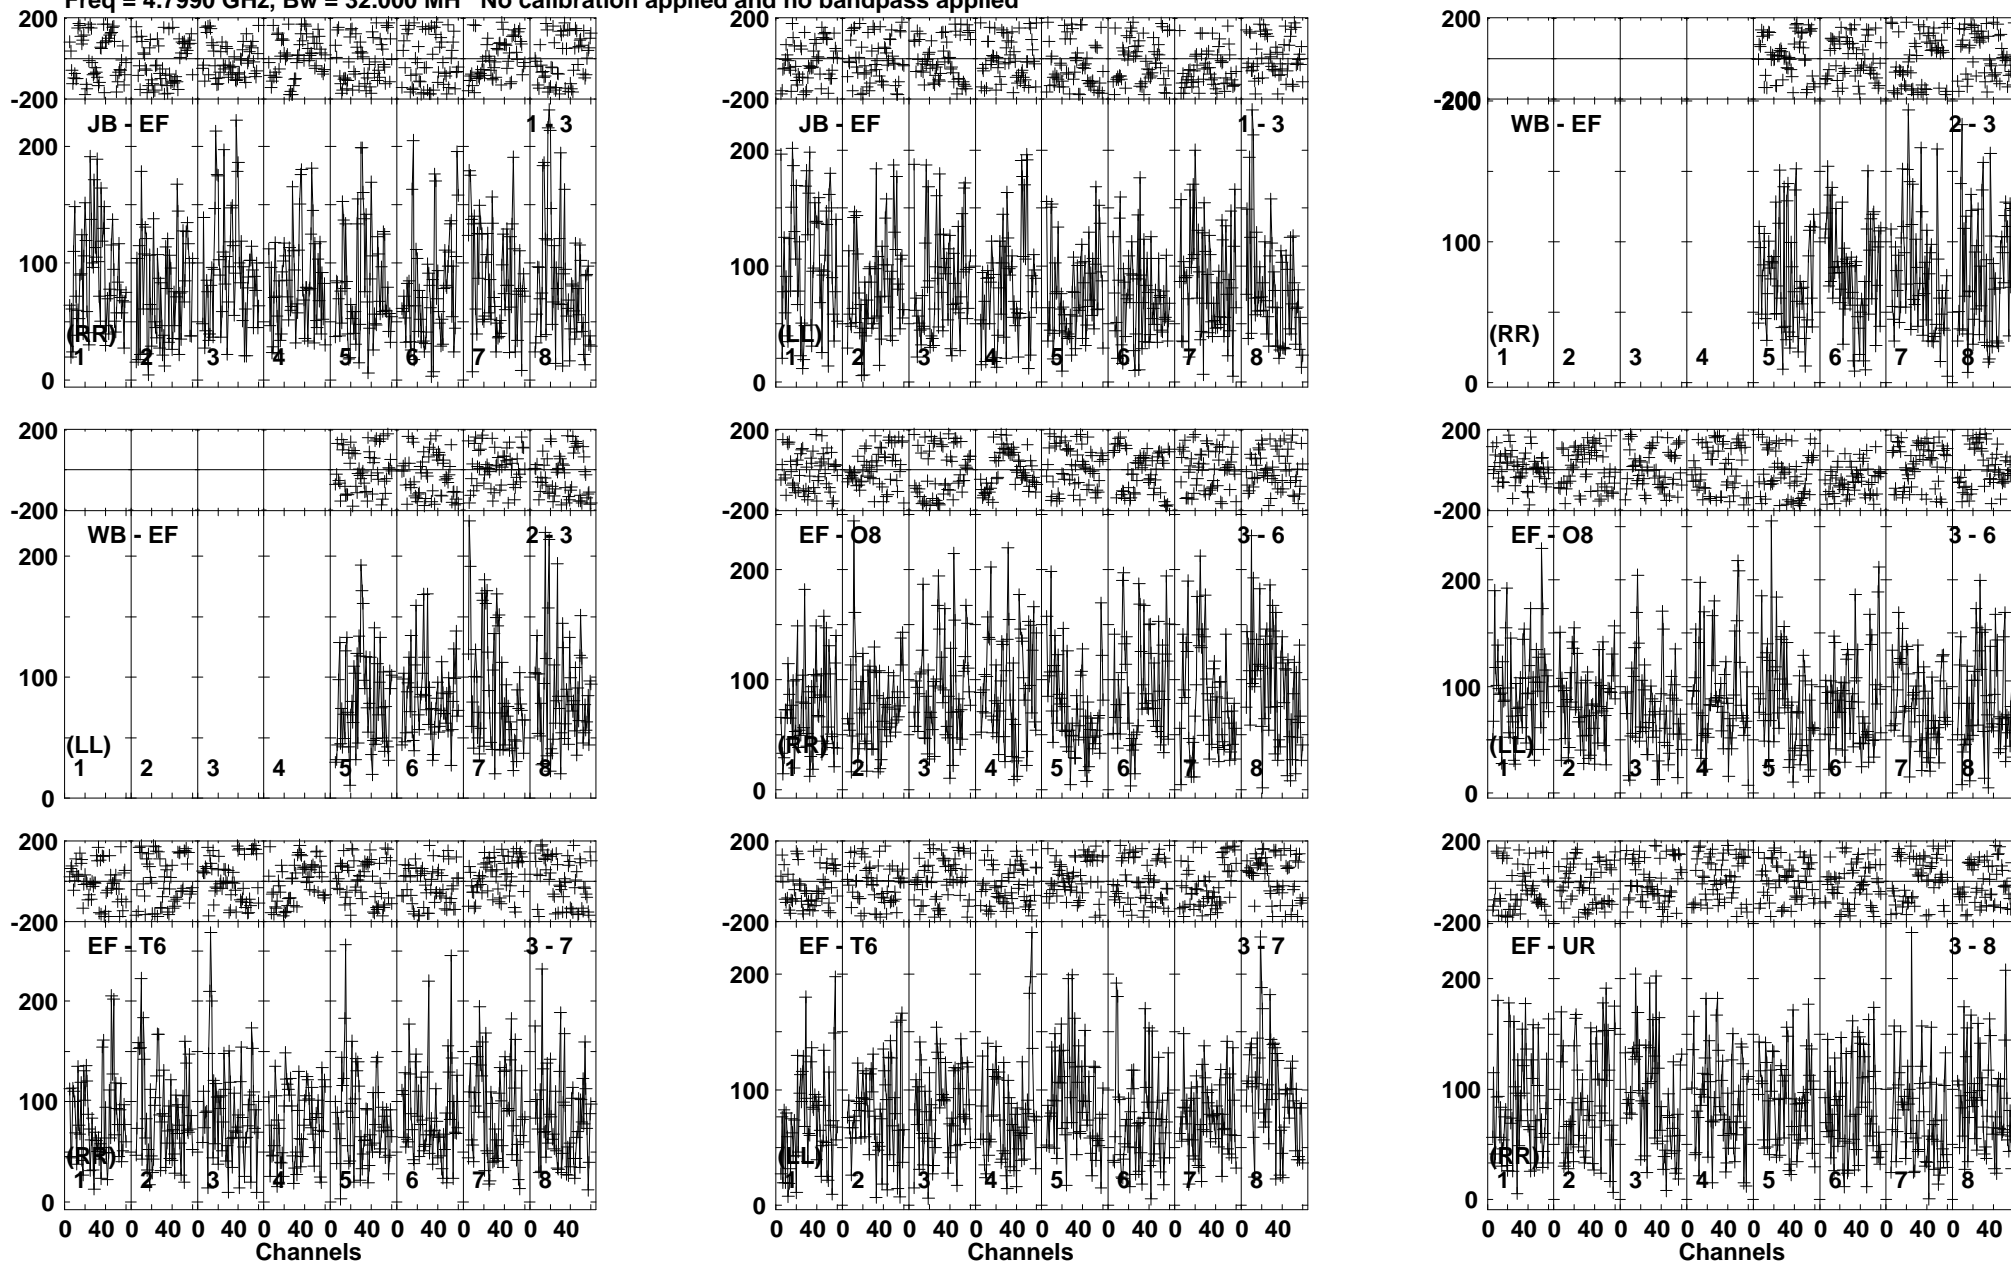 Freq = 4.7990 GHz, Bw = 32.000 MH No calibration applied and no bandpass applied
200 200 200
-200 -200 -200
JB - EF 1 - 3 JB - EF 1 - 3 WB - EF 2 - 3
200 200 200
100 100 100
(RR) (LL) (RR)
1 2 3 4 5 6 7 8 1 2 3 4 5 6 7 8 1 2 3 4 5 6 7 8
0 0 0
200 200 200
-200 -200 -200
WB - EF 2 - 3 EF - O8 3 - 6 EF - O8 3 - 6
200 200 200
100 100 100
(LL) (RR) (LL)
1 2 3 4 5 6 7 8 1 2 3 4 5 6 7 8 1 2 3 4 5 6 7 8
0 0 0
200 200 200
-200 -200 -200
EF - T6 3 - 7 EF - T6 3 - 7 EF - UR 3 - 8
200 200 200
100 100 100
(RR) (LL) (RR)
1 2 3 4 5 6 7 8 1 2 3 4 5 6 7 8 1 2 3 4 5 6 7 8
0 0 0
0 40 0 40 0 40 0 40 0 40 0 40 0 40 0 40 0 40 0 40 0 40 0 40 0 40 0 40 0 40 0 40 0 40 0 40 0 40 0 40 0 40 0 40 0 40 0 40
Channels Channels Channels